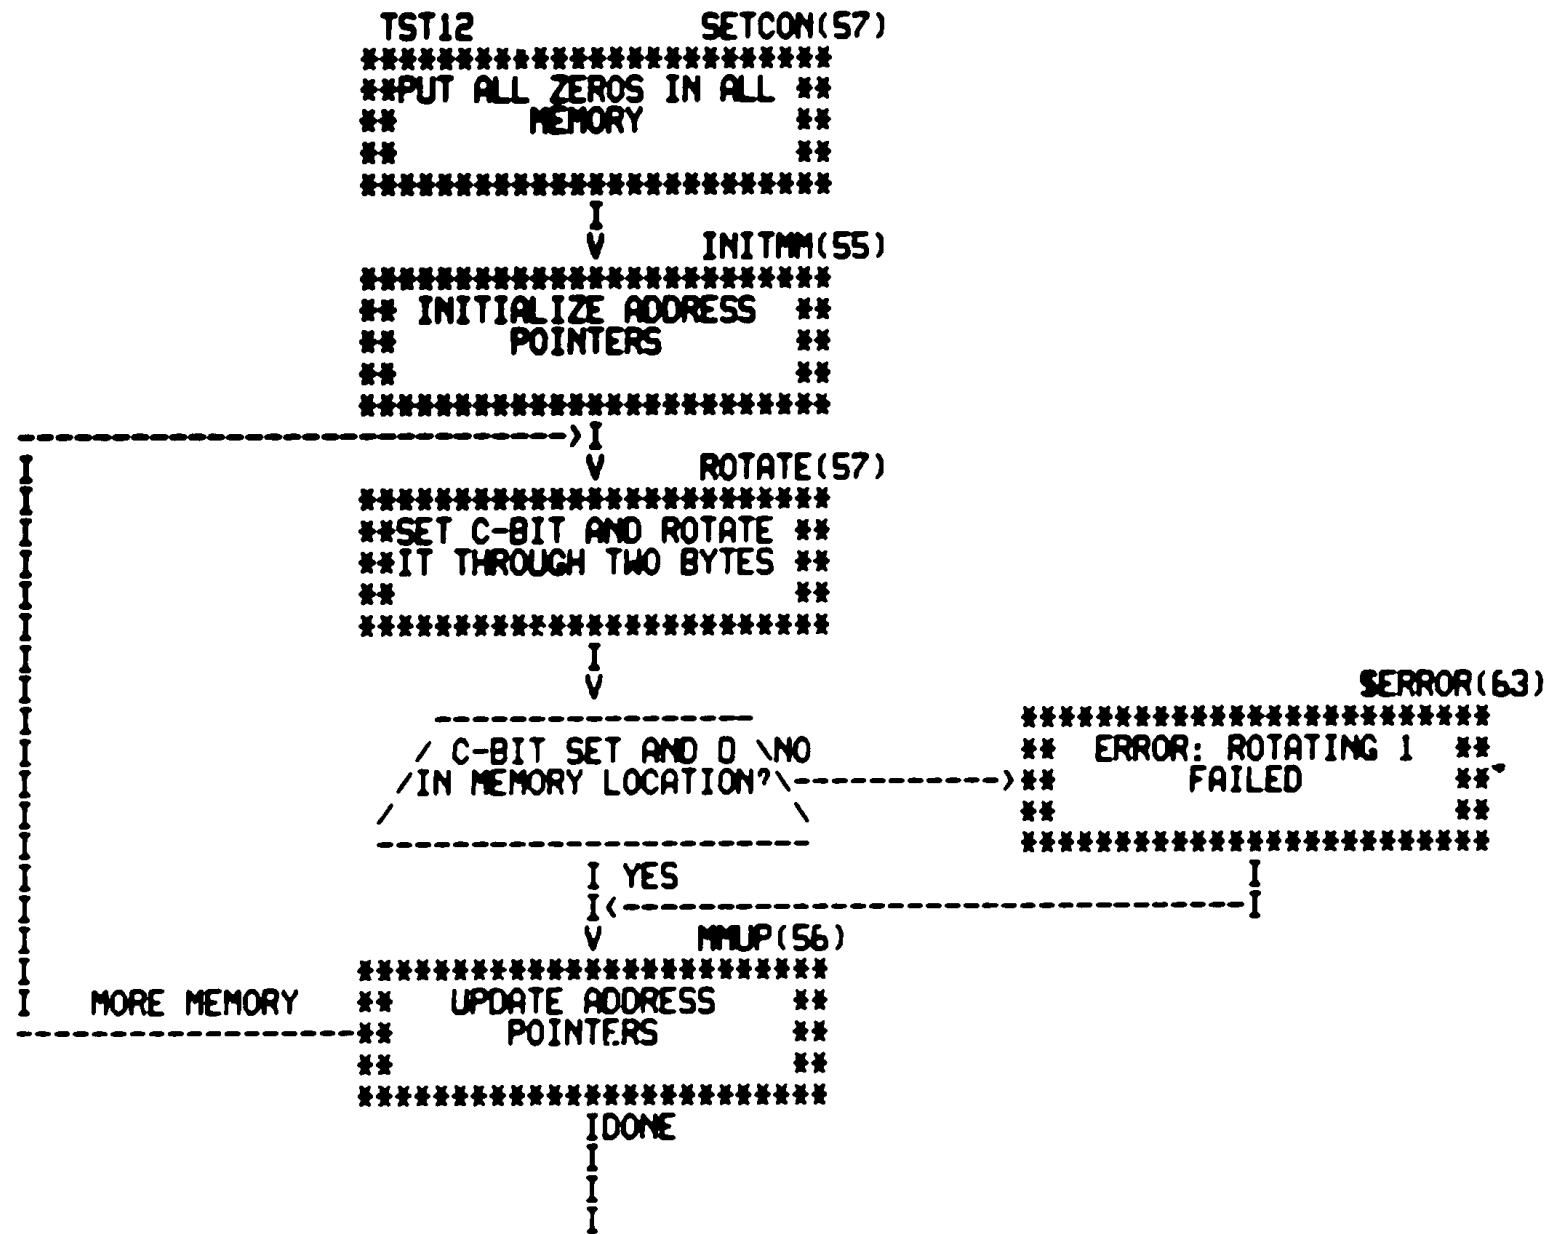 TST12 SETCON(57)
*************************
**PUT ALL ZEROS IN ALL **
** MEMORY **
** **
*************************
I
V INITMM(55)
*************************
** INITIALIZE ADDRESS **
** POINTERS **
** **
*************************
------------------------------>I
I V ROTATE(57)
I *************************
I **SET C-BIT AND ROTATE **
I **IT THROUGH TWO BYTES **
I ** **
I *************************
I I
I V $ERROR(63)
I ----------------- *************************
I / C-BIT SET AND 0 \NO ** ERROR: ROTATING 1 **
I /IN MEMORY LOCATION?\------------>** FAILED **
I / \ ** **
I ----------------------- *************************
I I YES I
I I<----------------------------------I
I V MMUP(56)
I *************************
I MORE MEMORY ** UPDATE ADDRESS **
------------------** POINTERS **
** **
*************************
IDONE
I
I
I